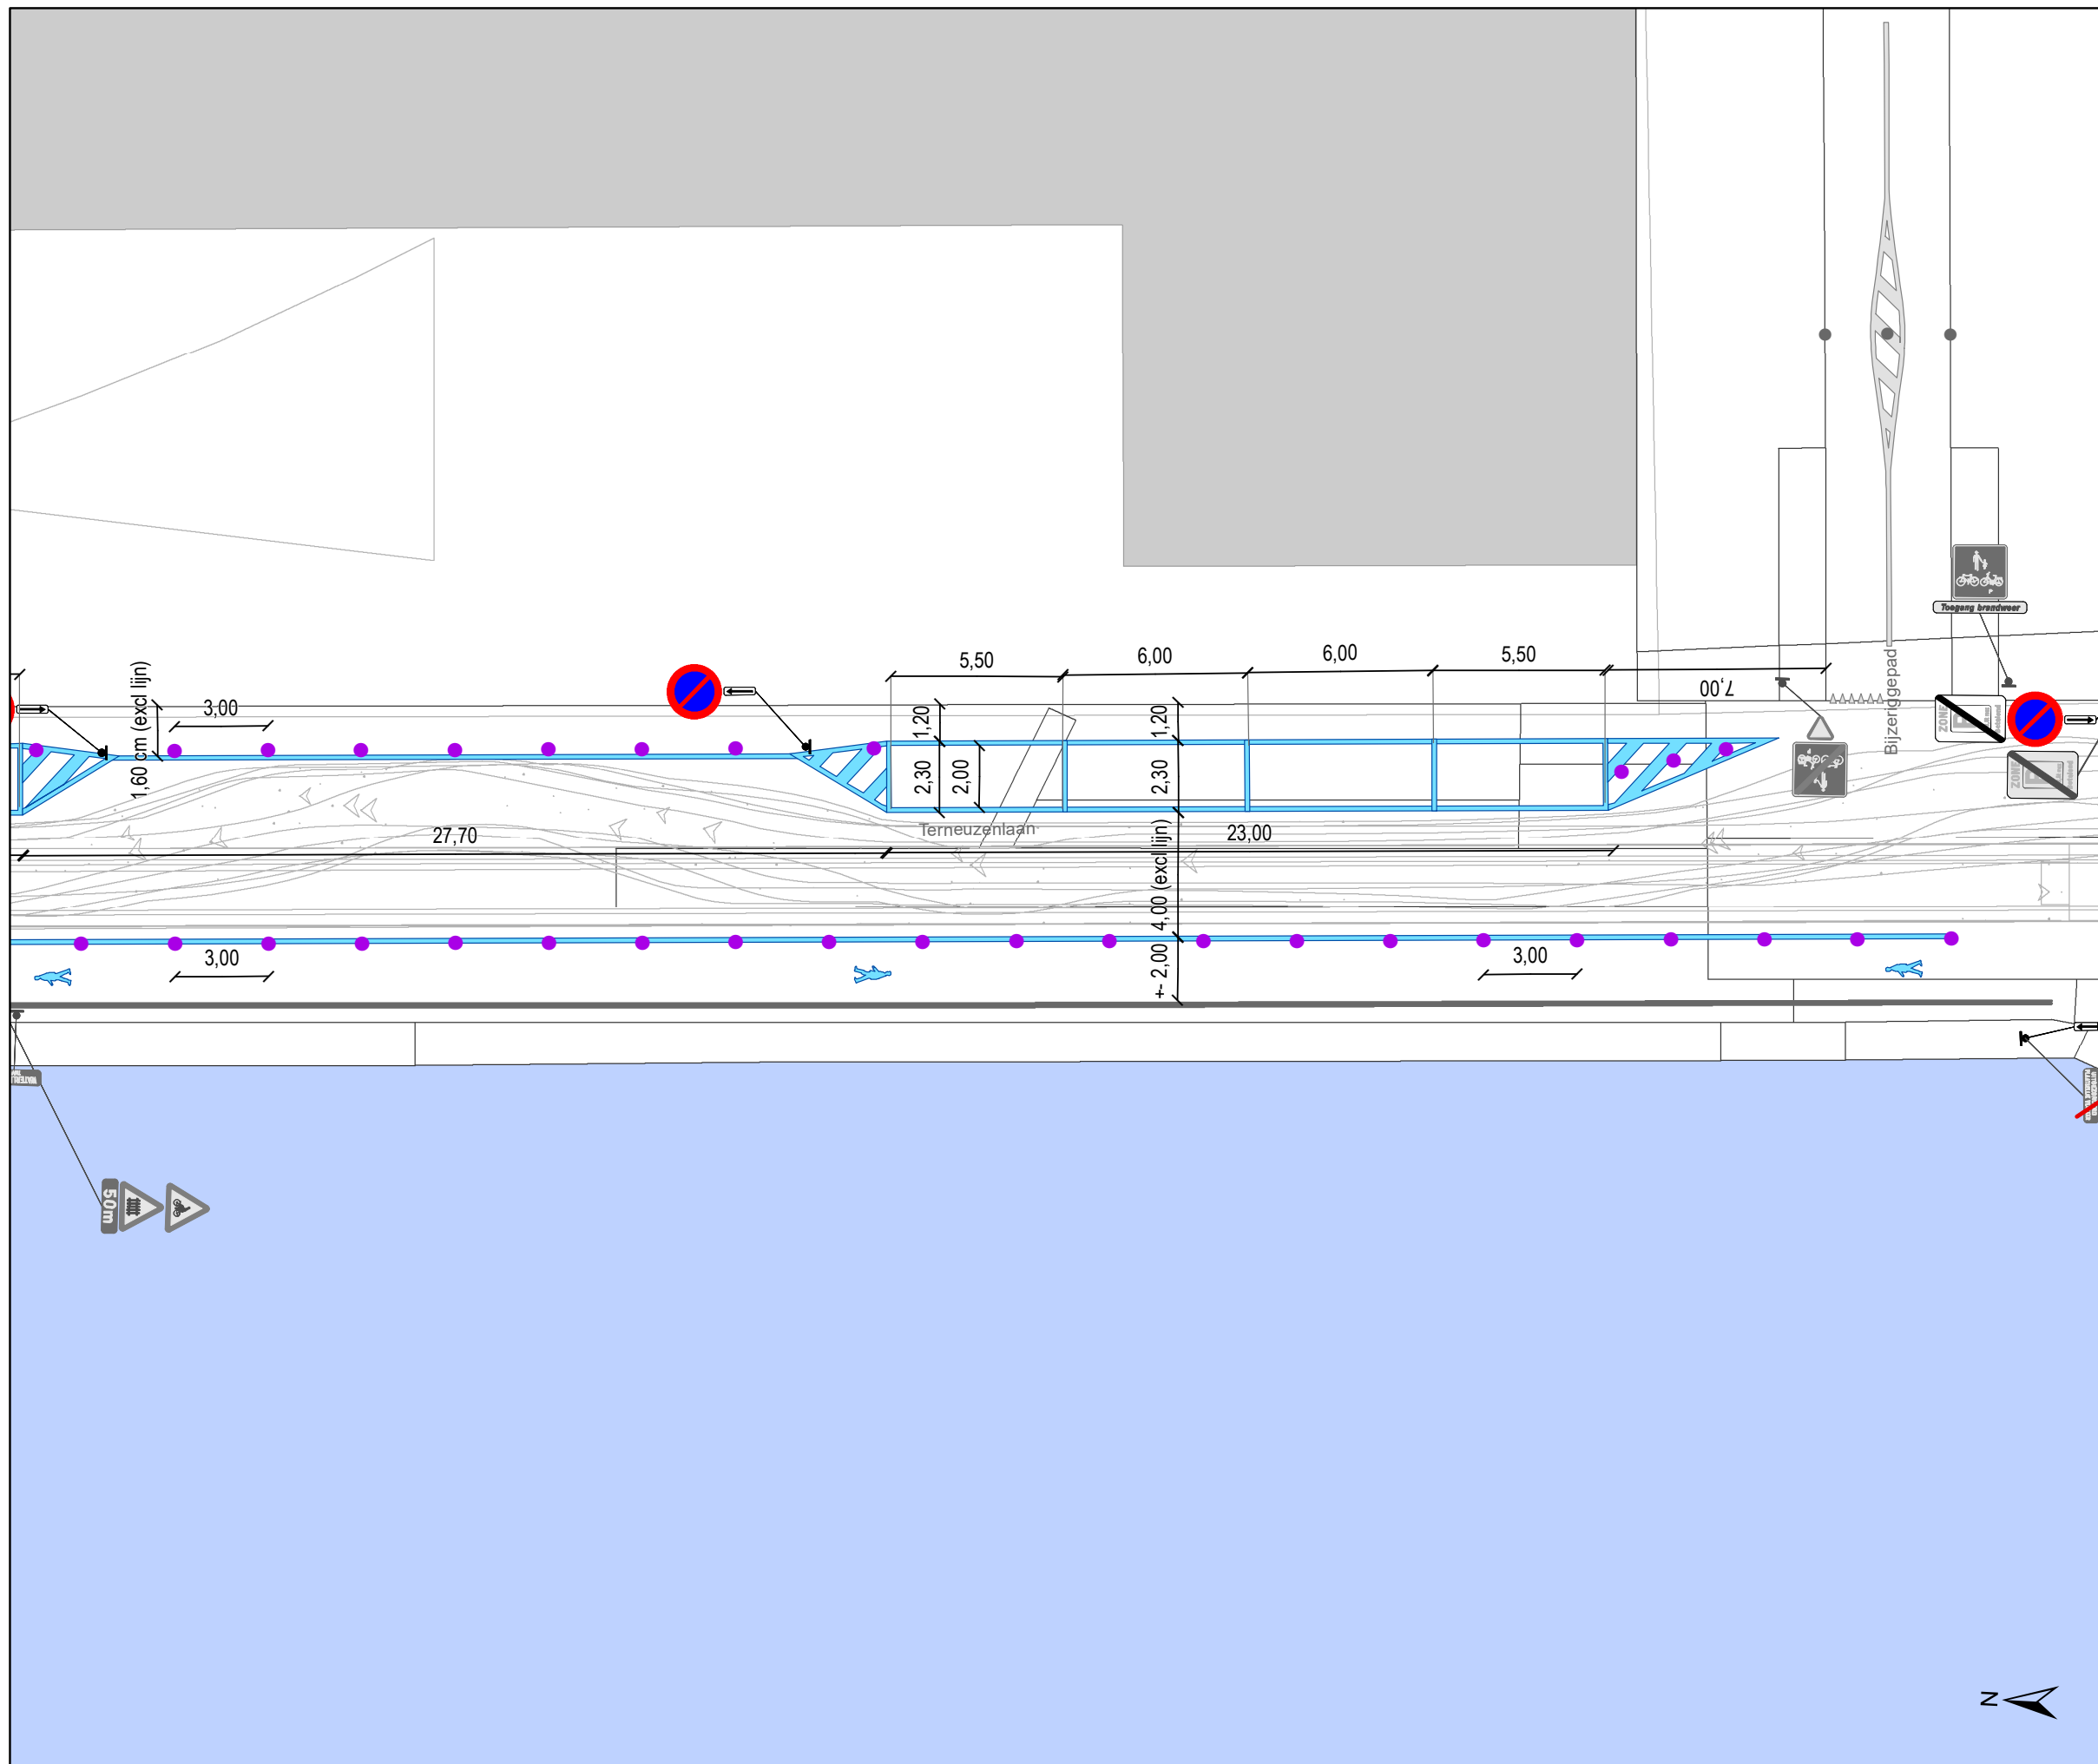 Toegang brandweer
5,50
6,00
6,00
5,50
7,00
Bijzeriggepad
ZONE
ZONE
1,60 cm (excl lijn)
3,00
1,20
1,20
2,30
2,00
2,30
Terneuzenlaan
27,70
23,00
4,00 (excl lijn)
3,00
+- 2,00
3,00
50m
N